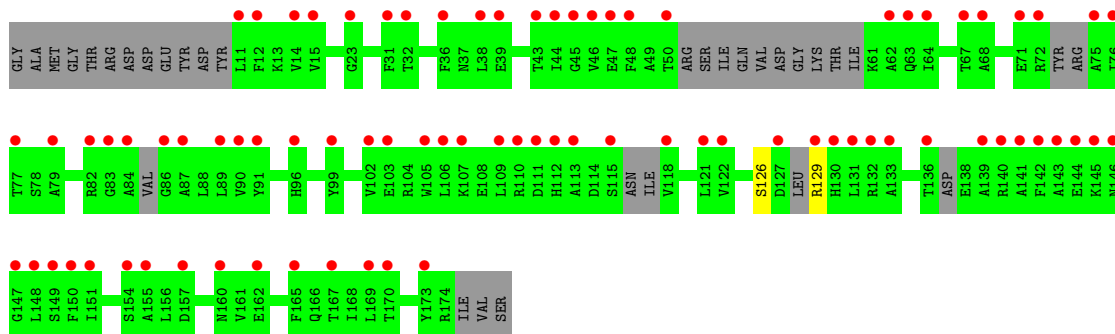 GLY ALA MET GLY THR ARG ASP ASP GLU TYR ASP TYR L11 F12 K13 V14 V15 G23 F31 T32 F36 N37 L38 E39 T43 I44 G45 V46 E47 F48 A49 T50 ARG SER ILE GLN VAL ASP GLY LYS THR ILE K61 A62 Q63 I64 T67 A68 E71 R72 TYR ARG A75 I76
T77 S78 A79 R82 G83 A84 VAL G86 A87 L88 L89 V90 Y91 H96 Y99 V102 E103 R104 W105 L106 K107 E108 L109 R110 D111 H112 A113 D114 S115 ASN ILE V118 L121 V122 S126 D127 LEU R129 H130 L131 R132 A133 T136 ASP E138 A139 R140 A141 F142 A143 E144 K145 N146
G147 L148 S149 F150 I151 S154 A155 L156 D157 N160 V161 E162 F165 Q166 T167 I168 L169 T170 Y173 R174 ILE VAL SER